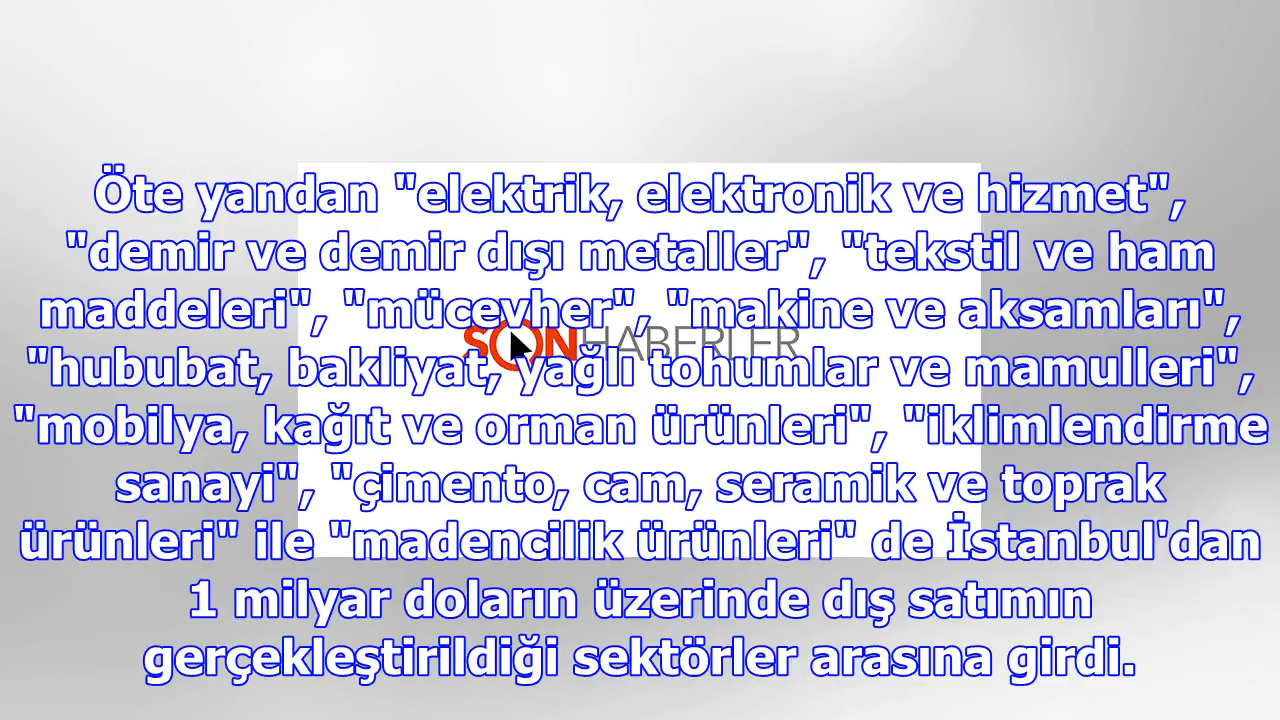 Öte yandan "elektrik, elektronik ve hizmet",
"demir ve demir dışı metaller", "tekstil ve ham
maddeleri", "mücevher", "makine ve aksamları",
SON HABERLER
"hububat, bakliyat, yağlı tohumlar ve mamulleri",
"mobilya, kağıt ve orman ürünleri", "iklimlendirme
sanayi", "çimento, cam, seramik ve toprak
ürünleri" ile "madencilik ürünleri" de İstanbul'dan
1 milyar doların üzerinde dış satımın
gerçekleştirildiği sektörler arasına girdi.